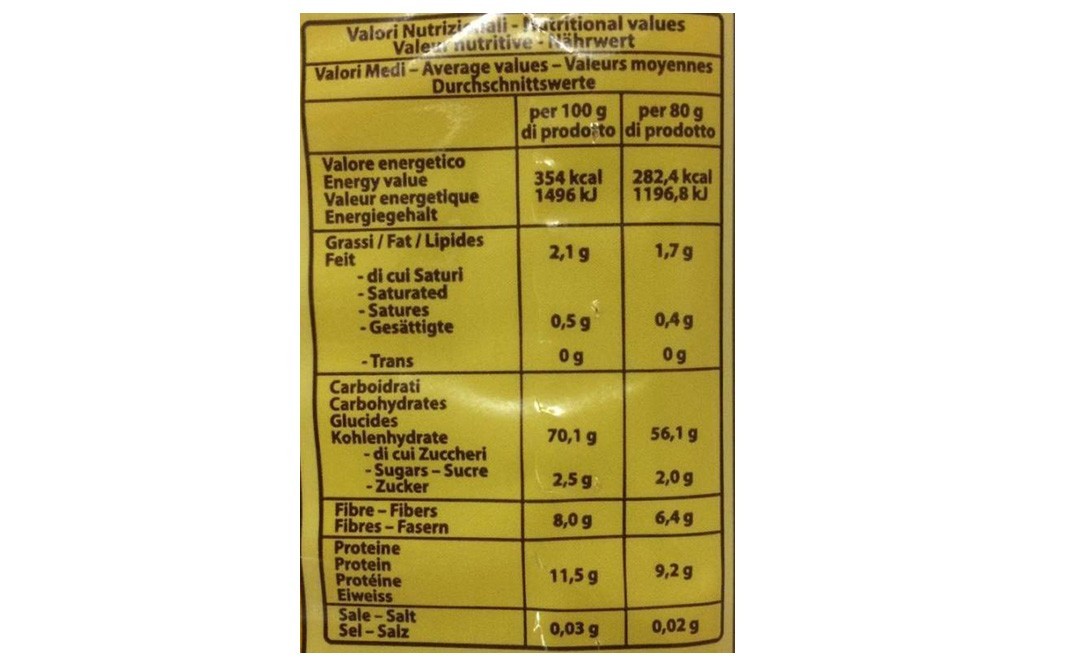 Valori Nutrizionali - Nutritional values
Valeur nutritive - Nährwert
Valori Medi – Average values – Valeurs moyennes
Durchschnittswerte
per 100 g per 80 g
di prodotto di prodotto
Valore energetico
Energy value 354 kcal 282,4 kcal
Valeur energetique 1496 kJ 1196,8 kJ
Energiegehalt
Grassi / Fat / Lipides 2,1 g 1,7 g
Feit
- di cui Saturi
- Saturated
- Satures
- Gesättigte 0,5 g 0,4 g
- Trans 0 g 0 g
Carboidrati
Carbohydrates
Glucides
Kohlenhydrate 70,1 g 56,1 g
- di cui Zuccheri
- Sugars – Sucre 2,5 g 2,0 g
- Zucker
Fibre – Fibers 8,0 g 6,4 g
Fibres – Fasern
Proteine
Protein
Protéine 11,5 g 9,2 g
Eiweiss
Sale – Salt
Sel – Salz 0,03 g 0,02 g